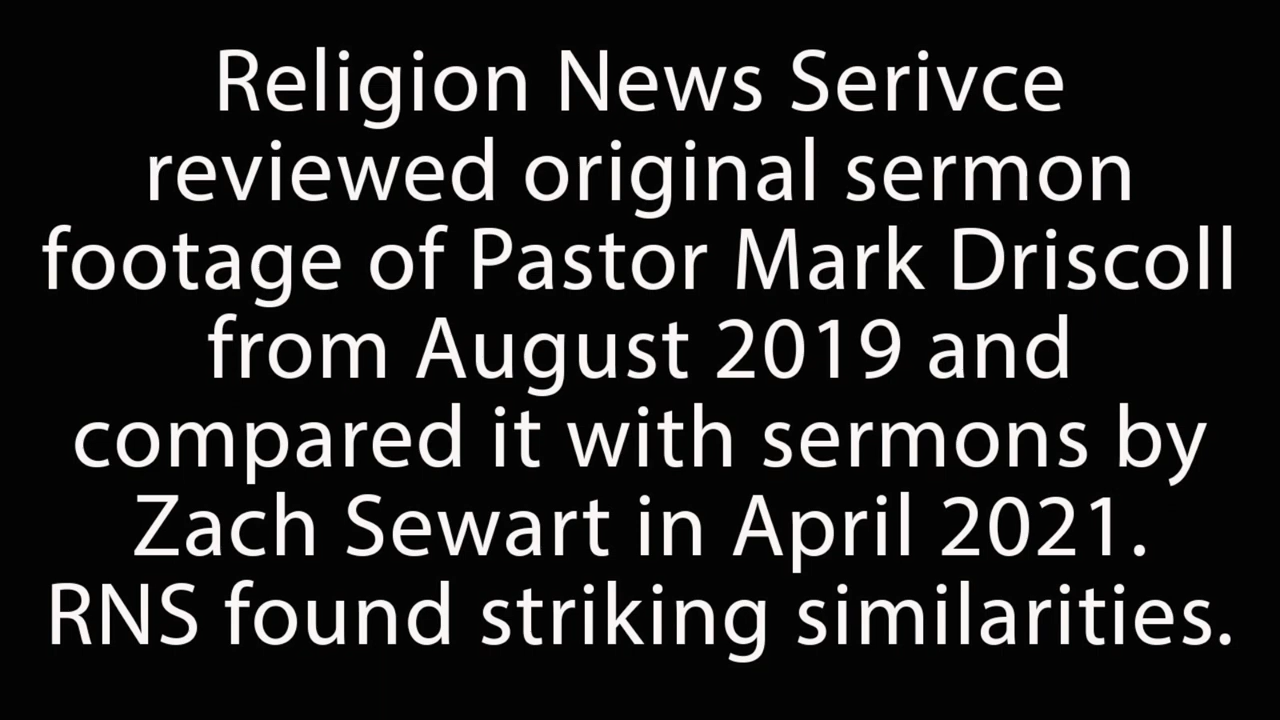 Religion News Serivce
reviewed original sermon
footage of Pastor Mark Driscoll
from August 2019 and
compared it with sermons by
Zach Sewart in April 2021.
RNS found striking similarities.